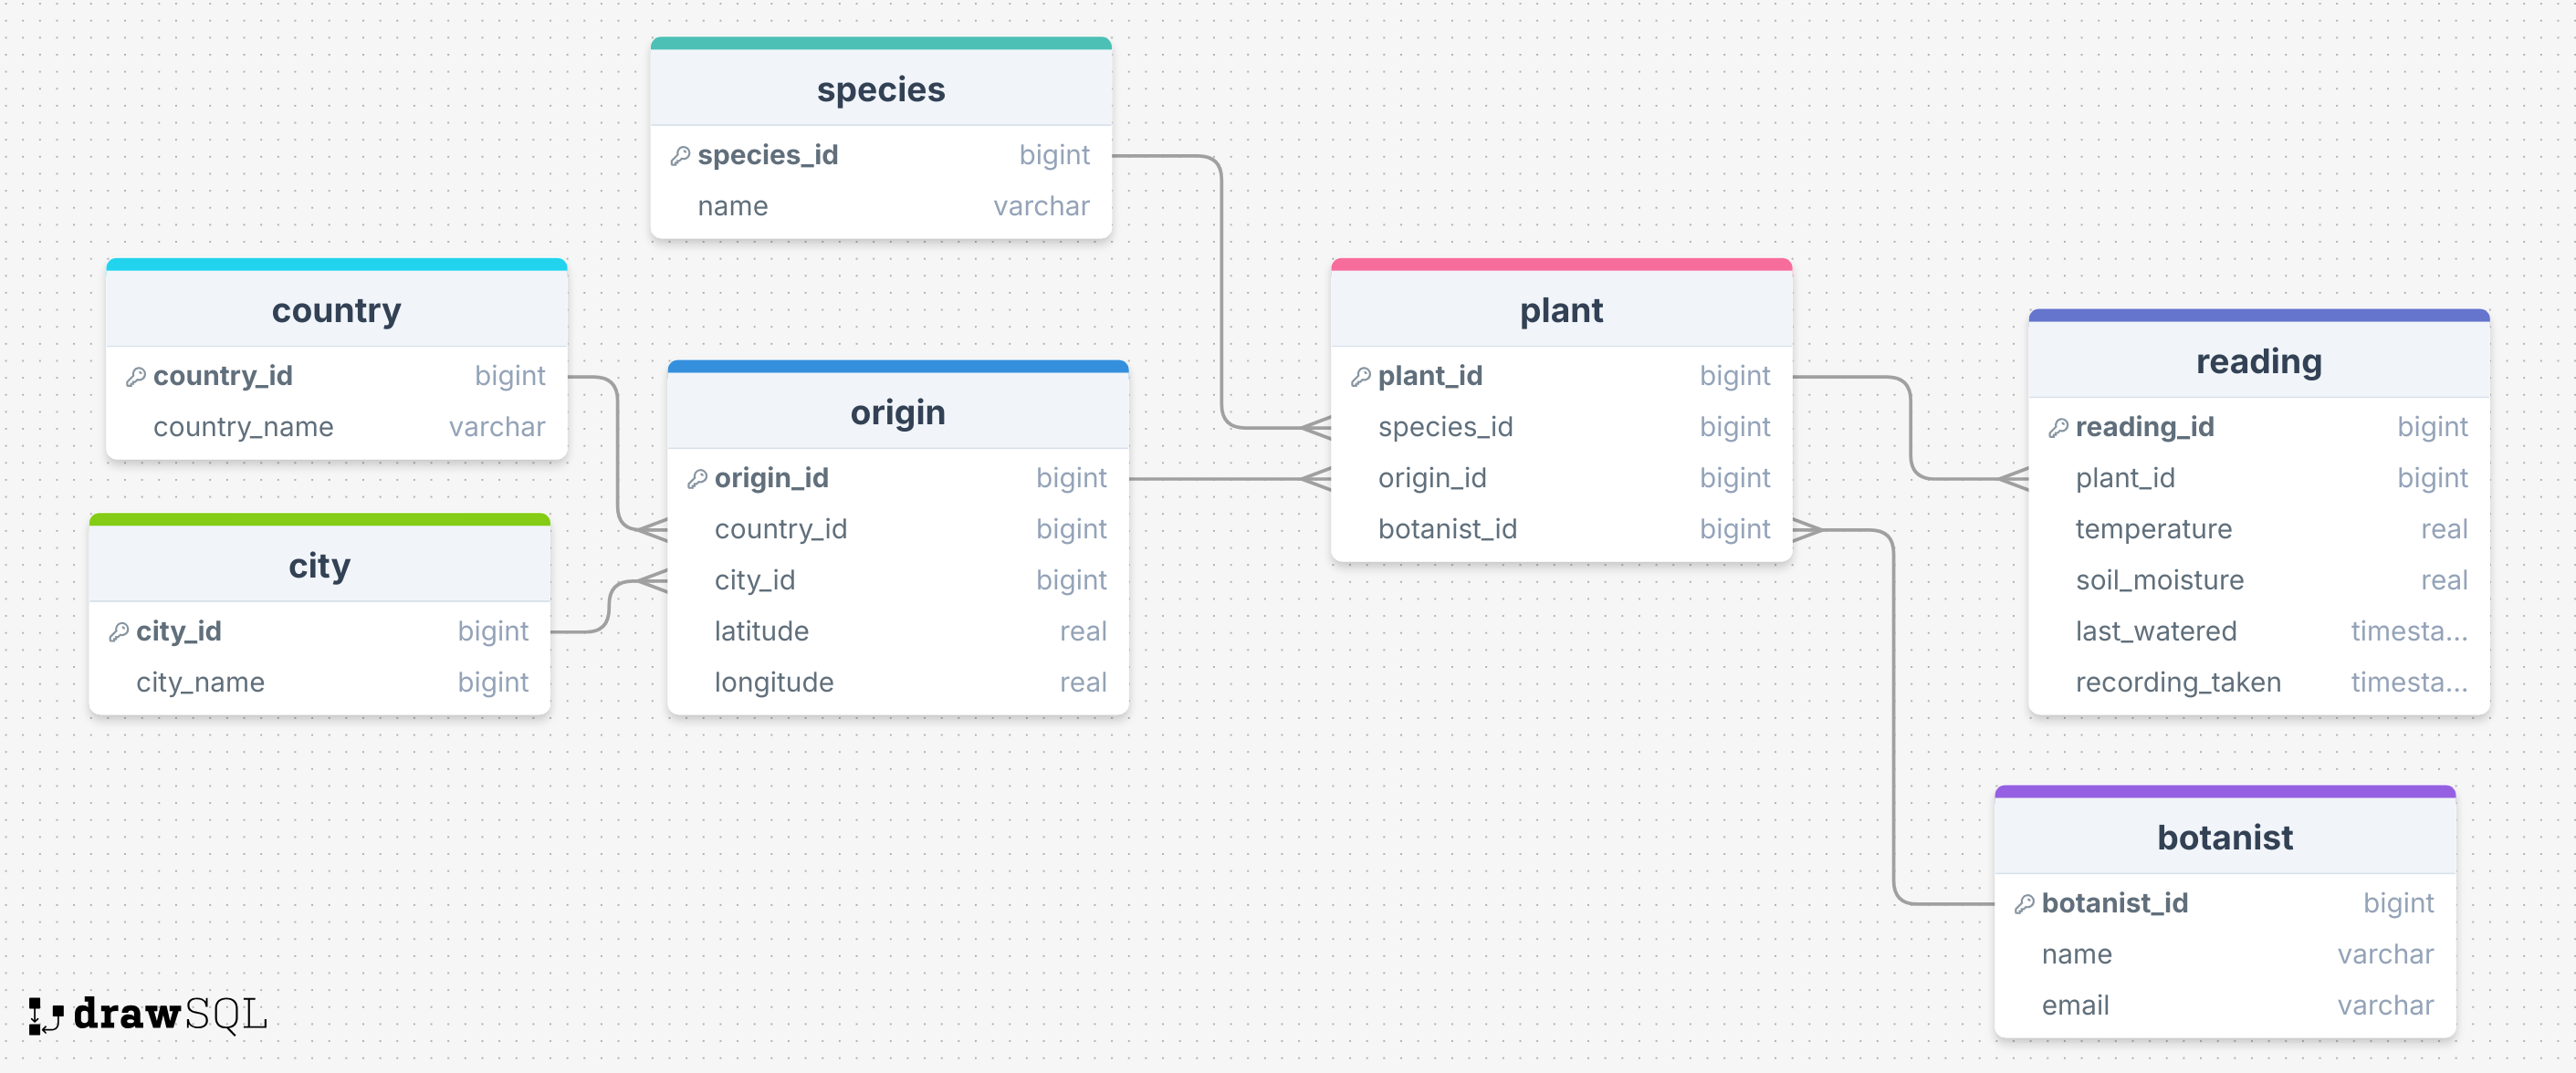 species
species_id bigint
name varchar
country
country_id bigint
country_name varchar
city
city_id bigint
city_name bigint
origin
origin_id bigint
country_id bigint
city_id bigint
latitude real
longitude real
plant
plant_id bigint
species_id bigint
origin_id bigint
botanist_id bigint
reading
reading_id bigint
plant_id bigint
temperature real
soil_moisture real
last_watered timesta...
recording_taken timesta...
botanist
botanist_id bigint
name varchar
email varchar
drawSQL